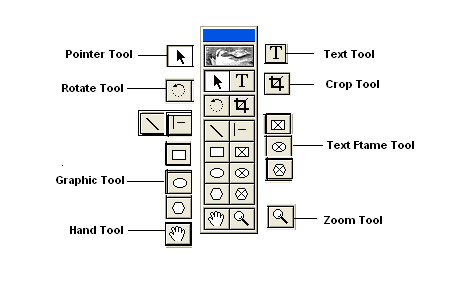 Pointer Tool
T
Text Tool
T
Rotate Tool
Crop Tool
Text Ftame Tool
Graphic Tool
Hand Tool
Zoom Tool